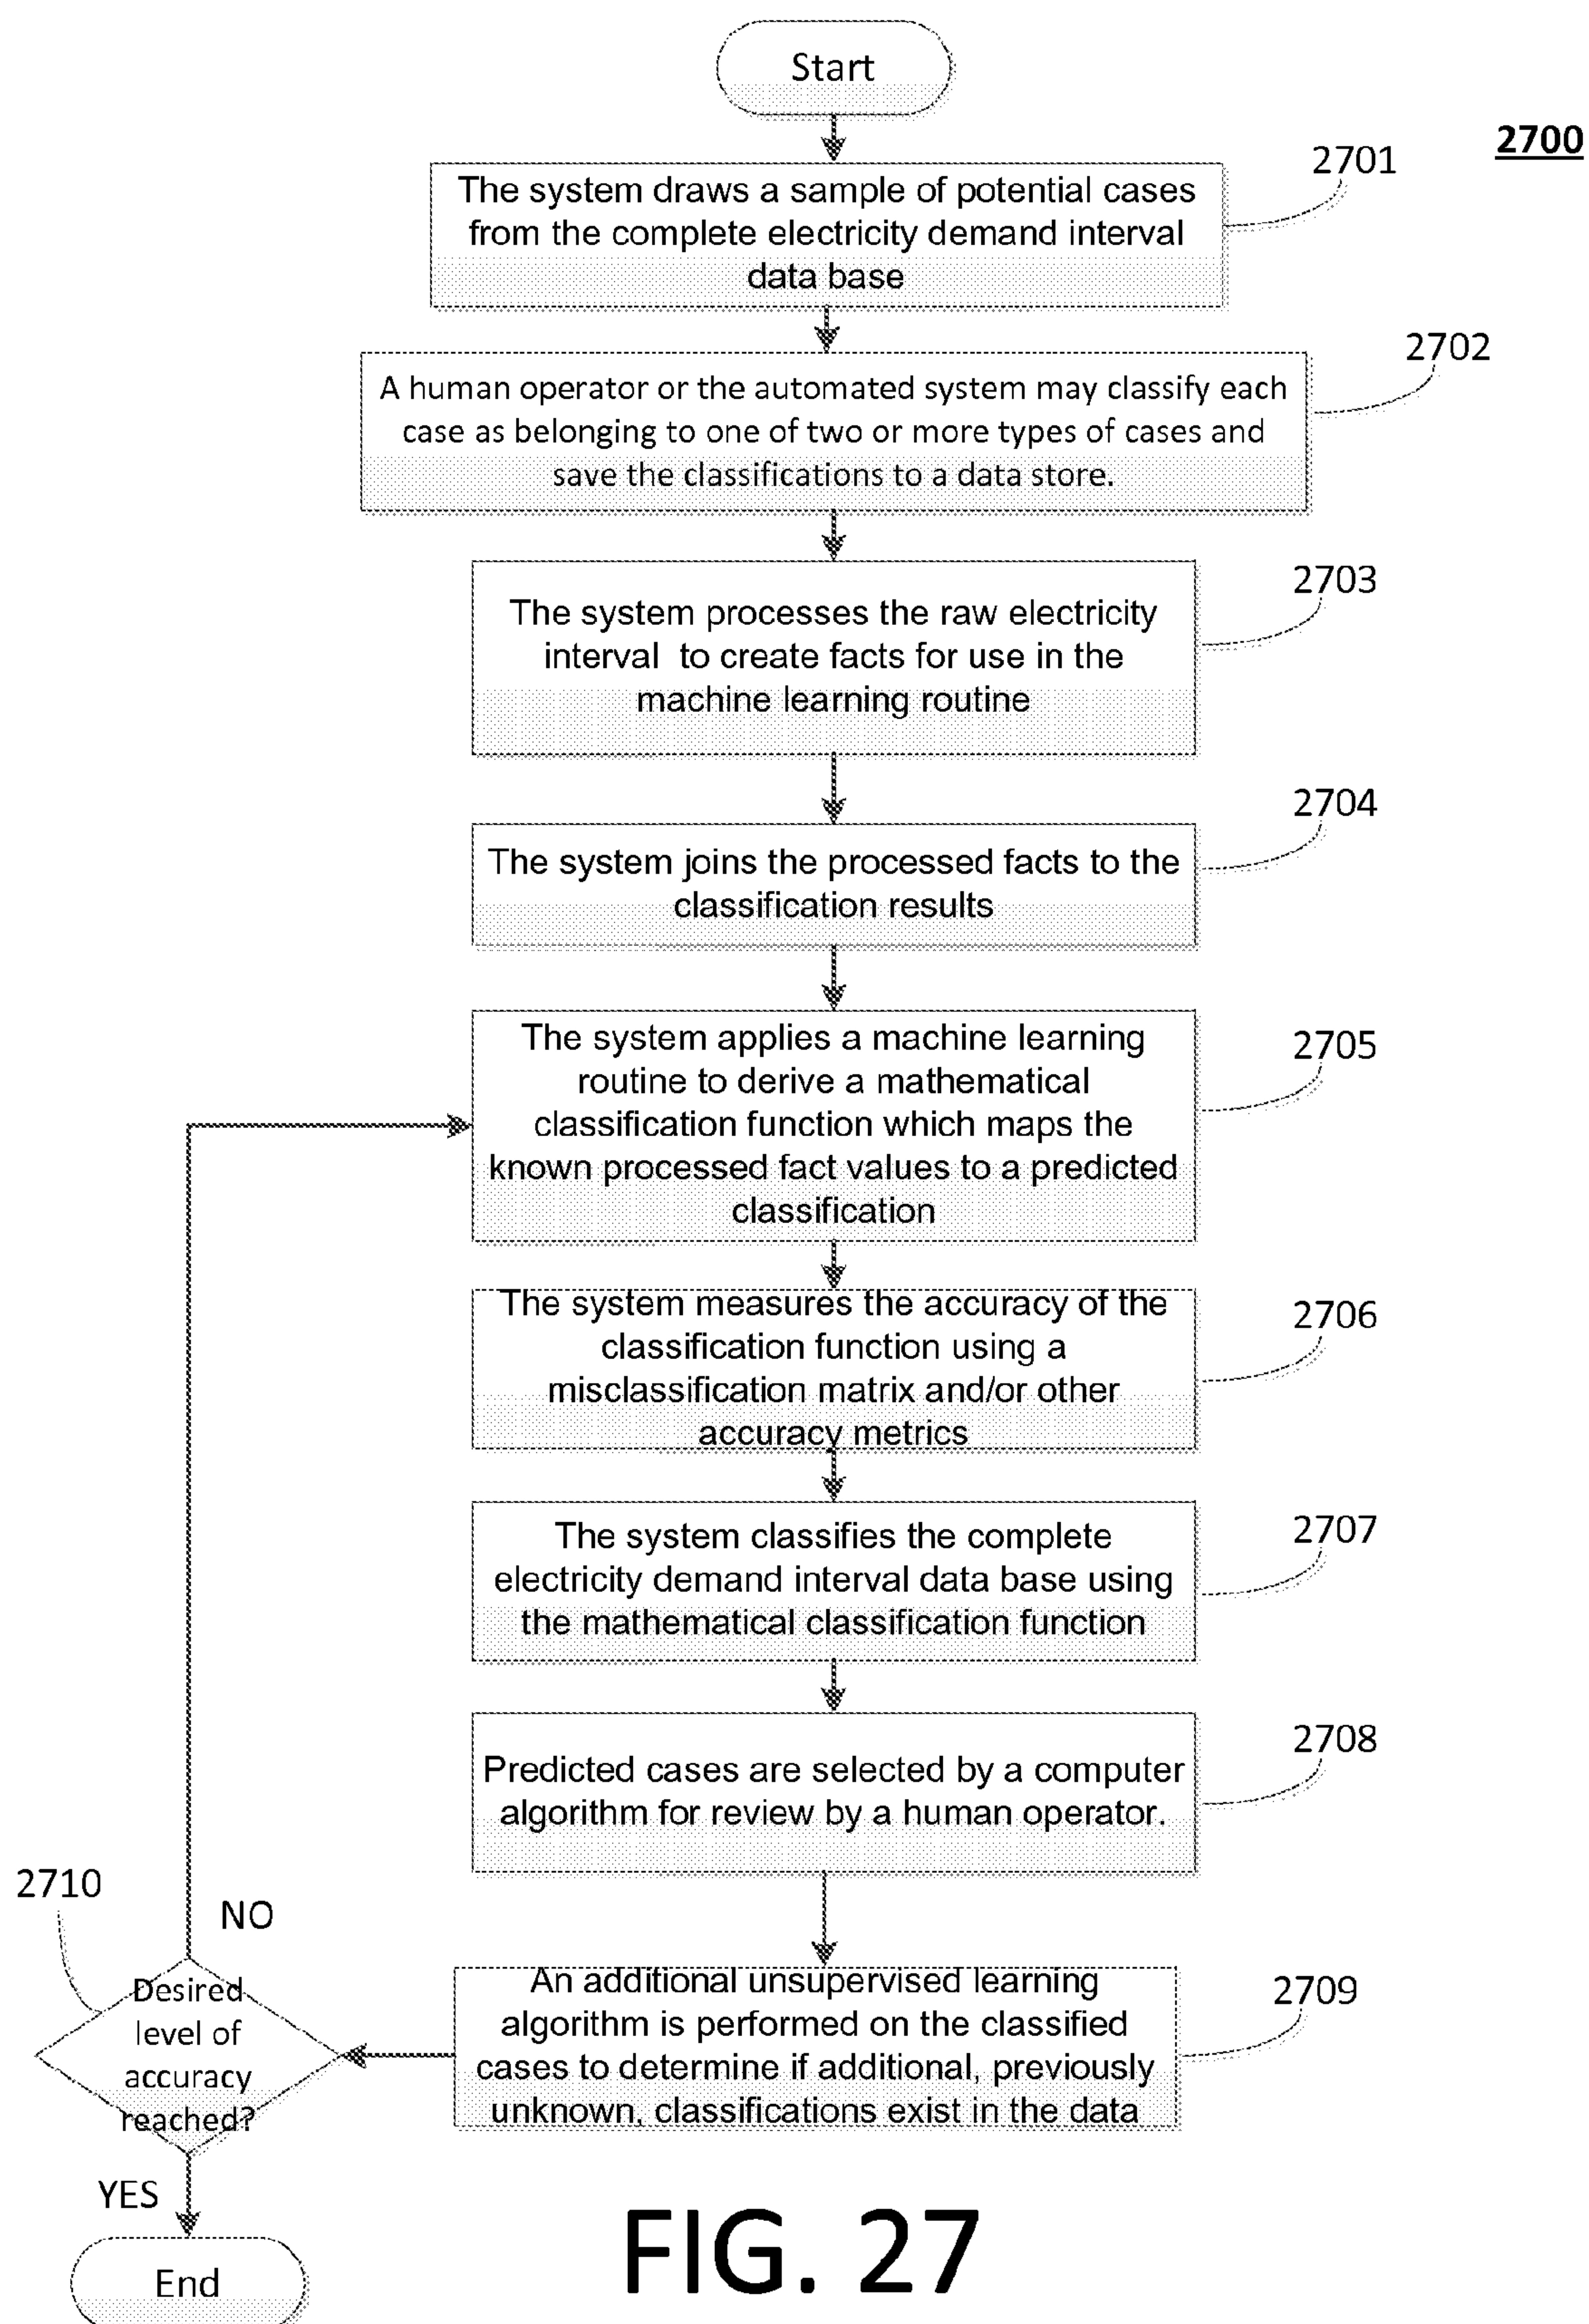 Start
2700
2701
The system draws a sample of potential cases
from the complete electricity demand interval
data base
2702
A human operator or the automated system may classify each
case as belonging to one of two or more types of cases and
save the classifications to a data store.
2703
The system processes the raw electricity
interval to create facts for use in the
machine learning routine
2704
The system joins the processed facts to the
classification results
2705
The system applies a machine learning
routine to derive a mathematical
classification function which maps the
known processed fact values to a predicted
classification
2706
The system measures the accuracy of the
classification function using a
misclassification matrix and/or other
accuracy metrics
2707
The system classifies the complete
electricity demand interval data base using
the mathematical classification function
2708
Predicted cases are selected by a computer
algorithm for review by a human operator.
2709
An additional unsupervised learning
algorithm is performed on the classified
cases to determine if additional, previously
unknown, classifications exist in the data
2710
NO
Desired
level of
accuracy
reached?
YES
End
FIG. 27